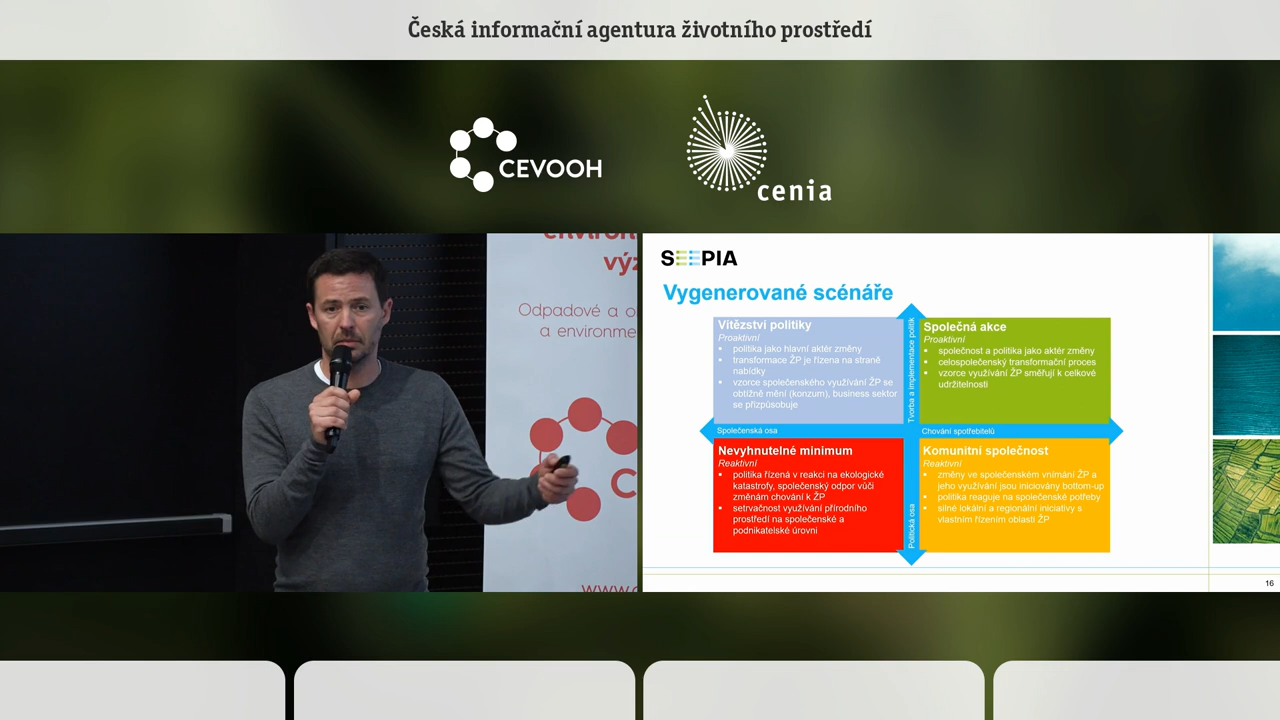 Česká informační agentura životního prostředí
CEVOOH
cenia
výz
Odpadové a o
a environme
C
www.
SEEPIA
Vygenerované scénáře
Vítězství politiky
Proaktivní
• politika jako hlavní aktér změny
• transformace ŽP je řízena na straně
nabídky
• vzorce společenského využívání ŽP se
obtížně mění (konzum), business sektor
se přizpůsobuje
Tvorba a implementace politik
Společná akce
Proaktivní
• společnost a politika jako aktér změny
• celospolečenský transformační proces
• vzorce využívání ŽP směřují k celkové
udržitelnosti
Společenská osa
Chování spotřebitelů
Nevyhnutelné minimum
Reaktivní
• politika řízená v reakci na ekologické
katastrofy, společenský odpor vůči
změnám chování k ŽP
• setrvačnost využívání přírodního
prostředí na společenské a
podnikatelské úrovni
Politická osa
Komunitní společnost
Reaktivní
• změny ve společenském vnímání ŽP a
jeho využívání jsou iniciovány bottom-up
• politika reaguje na společenské potřeby
• silné lokální a regionální iniciativy s
vlastním řízením oblasti ŽP
16